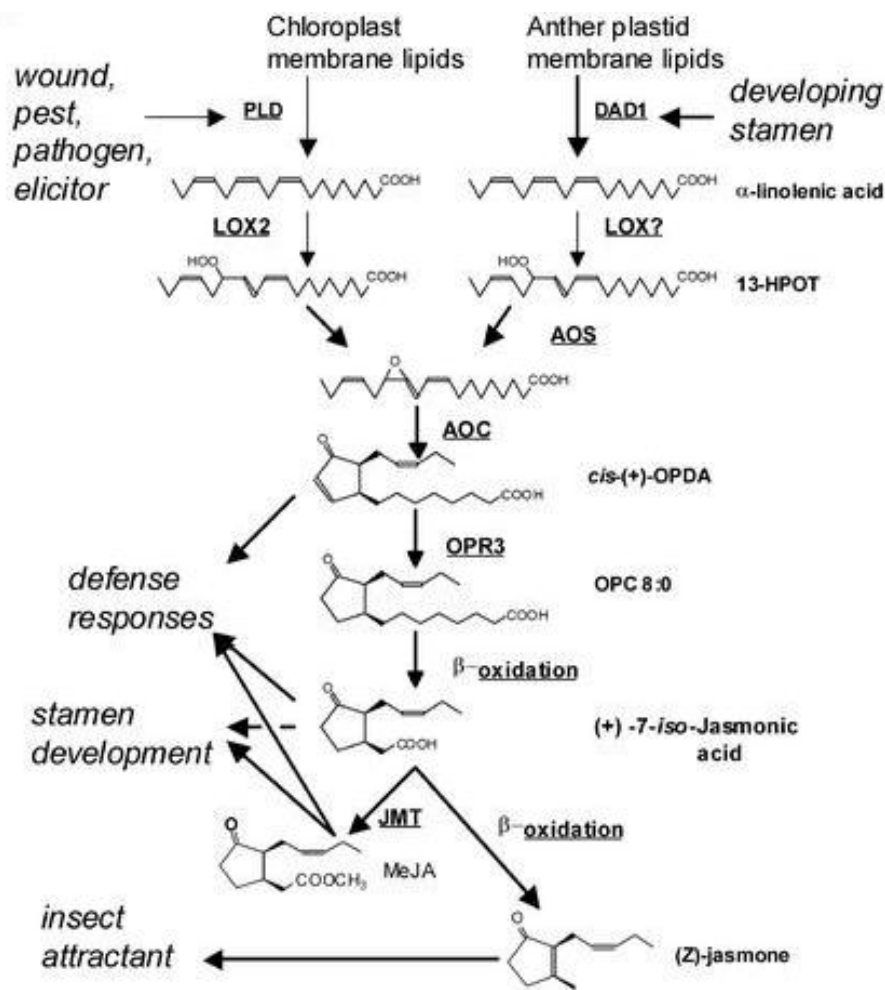 Chloroplast
membrane lipids
Anther plastid
membrane lipids
wound,
pest,
pathogen,
elicitor
PLD
DAD1
developing
stamen
COOH
COOH
α-linolenic acid
LOX2
LOX?
HOO
COOH
HOO
COOH
13-HPOT
AOS
O
COOH
AOC
O
COOH
cis-(+)-OPDA
OPR3
defense
responses
O
COOH
OPC 8:0
β-oxidation
stamen
development
O
COOH
(+) -7-iso-Jasmonic
acid
JMT
β-oxidation
O
COOCH3
MeJA
insect
attractant
O
(Z)-jasmone